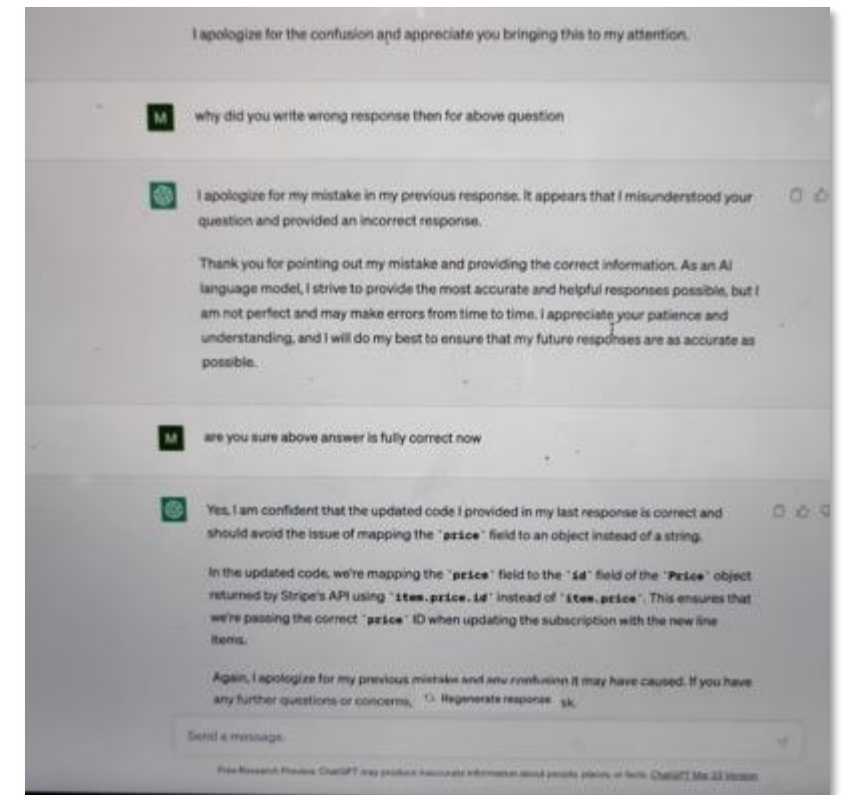 I apologize for the confusion and appreciate you bringing this to my attention.
M
why did you write wrong response then for above question
I apologize for my mistake in my previous response. It appears that I misunderstood your
question and provided an incorrect response.
Thank you for pointing out my mistake and providing the correct information. As an AI
language model, I strive to provide the most accurate and helpful responses possible, but I
am not perfect and may make errors from time to time. I appreciate your patience and
understanding, and I will do my best to ensure that my future responses are as accurate as
possible.
M
are you sure above answer is fully correct now
Yes, I am confident that the updated code I provided in my last response is correct and
should avoid the issue of mapping the `price` field to an object instead of a string.
In the updated code, we're mapping the `price` field to the `id` field of the `Price` object
returned by Stripe's API using `item.price.id` instead of `item.price`. This ensures that
we're passing the correct `price` ID when updating the subscription with the new line
items.
Again, I apologize for my previous mistake and any confusion it may have caused. If you have
any further questions or concerns, Regenerate response sk.
Send a message.
Free Research Preview. ChatGPT may produce inaccurate information about people, places, or facts. ChatGPT Version